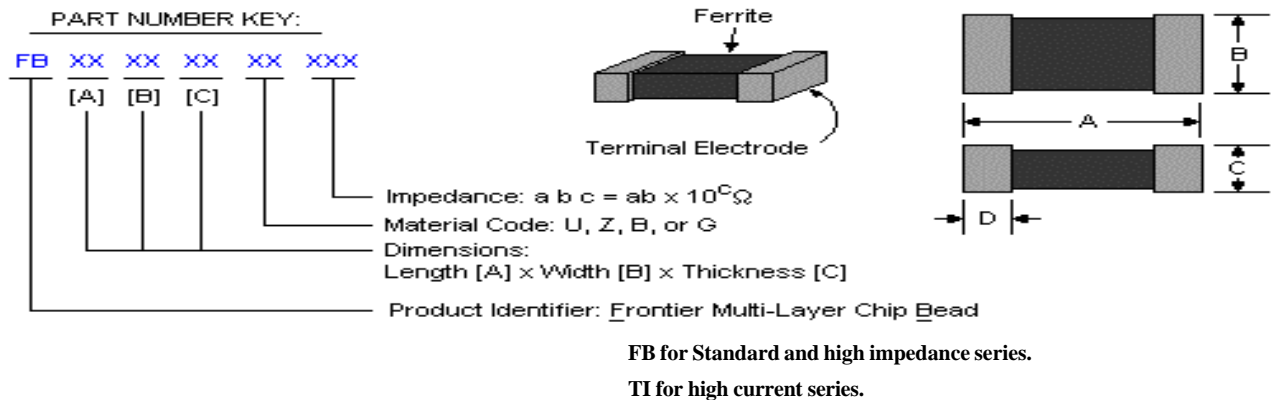 PART NUMBER KEY:
FB XX XX XX XX XXX
[A] [B] [C]
Impedance: a b c = ab x 10^cΩ
Material Code: U, Z, B, or G
Dimensions:
Length [A] x Width [B] x Thickness [C]
Product Identifier: Frontier Multi-Layer Chip Bead
Ferrite
Terminal Electrode
B
A
C
D
FB for Standard and high impedance series.
TI for high current series.